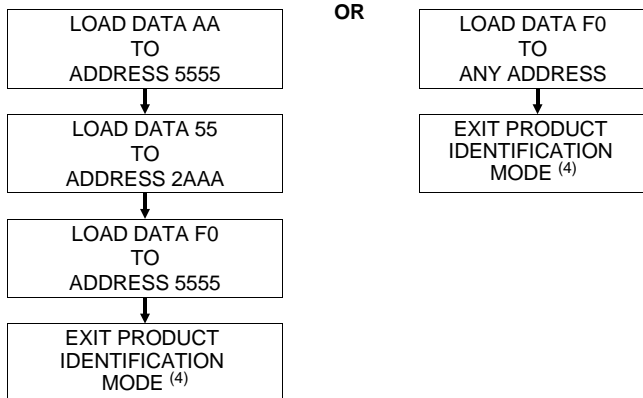 LOAD DATA AA
TO
ADDRESS 5555
LOAD DATA 55
TO
ADDRESS 2AAA
LOAD DATA F0
TO
ADDRESS 5555
EXIT PRODUCT
IDENTIFICATION
MODE (4)
OR
LOAD DATA F0
TO
ANY ADDRESS
EXIT PRODUCT
IDENTIFICATION
MODE (4)